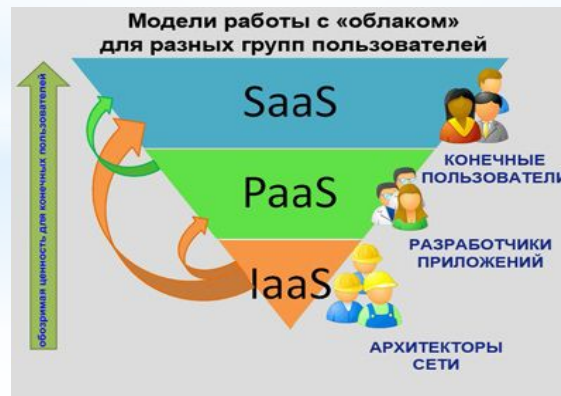 Модели работы с «облаком»
для разных групп пользователей
обозримая ценность для конечных пользователей
SaaS
КОНЕЧНЫЕ
ПОЛЬЗОВАТЕЛИ
PaaS
РАЗРАБОТЧИКИ
ПРИЛОЖЕНИЙ
IaaS
АРХИТЕКТОРЫ
СЕТИ